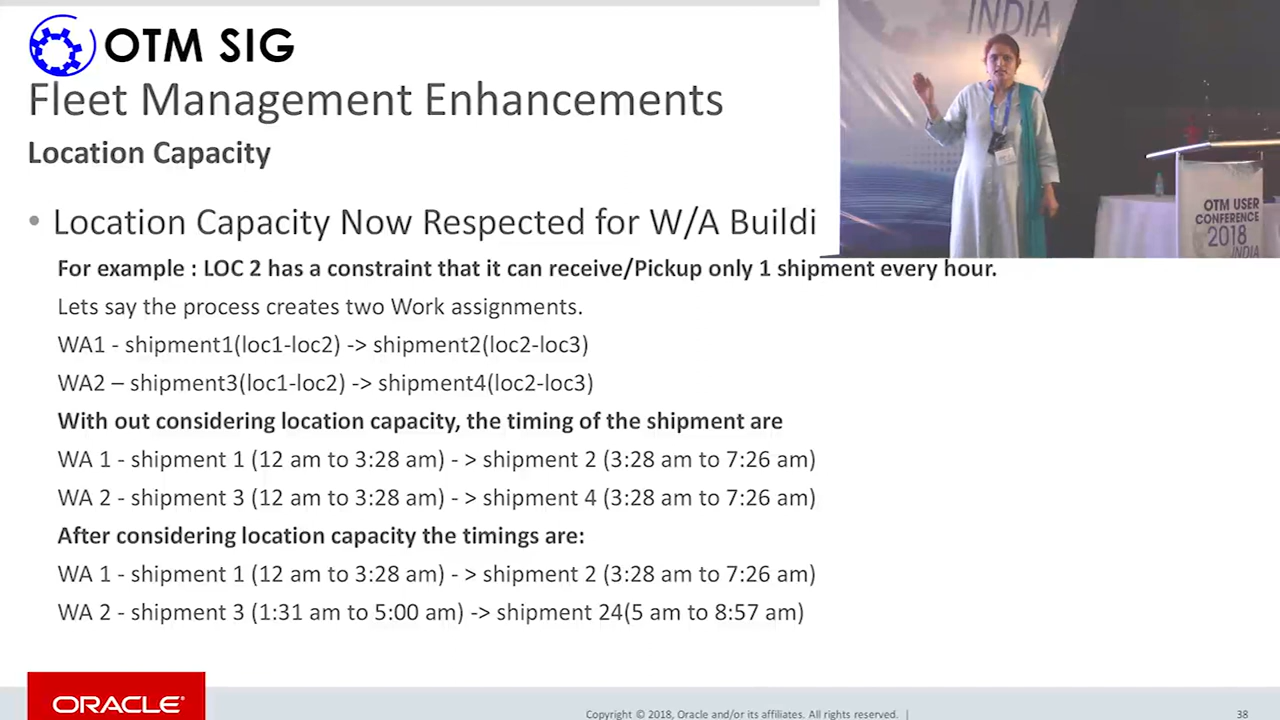 OTM SIG
Fleet Management Enhancements
Location Capacity
• Location Capacity Now Respected for W/A Buildi
For example : LOC 2 has a constraint that it can receive/Pickup only 1 shipment every hour.
Lets say the process creates two Work assignments.
WA1 - shipment1(loc1-loc2) -> shipment2(loc2-loc3)
WA2 – shipment3(loc1-loc2) -> shipment4(loc2-loc3)
With out considering location capacity, the timing of the shipment are
WA 1 - shipment 1 (12 am to 3:28 am) - > shipment 2 (3:28 am to 7:26 am)
WA 2 - shipment 3 (12 am to 3:28 am) - > shipment 4 (3:28 am to 7:26 am)
After considering location capacity the timings are:
WA 1 - shipment 1 (12 am to 3:28 am) - > shipment 2 (3:28 am to 7:26 am)
WA 2 - shipment 3 (1:31 am to 5:00 am) -> shipment 24(5 am to 8:57 am)
ORACLE
Copyright © 2018, Oracle and/or its affiliates. All rights reserved. |
38
INDIA
OTM USER
CONFERENCE
2018
INDIA